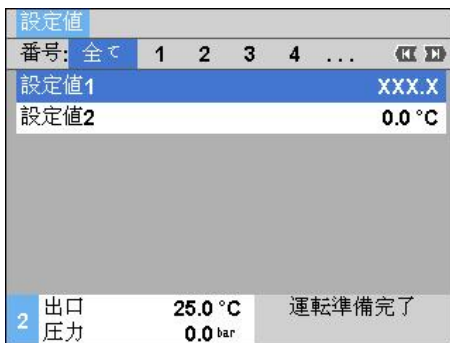 設定値
番号: 全て 1 2 3 4 ...
設定値1 XXX.X
設定値2 0.0 °C
2 出口 25.0 °C 運転準備完了
圧力 0.0 bar